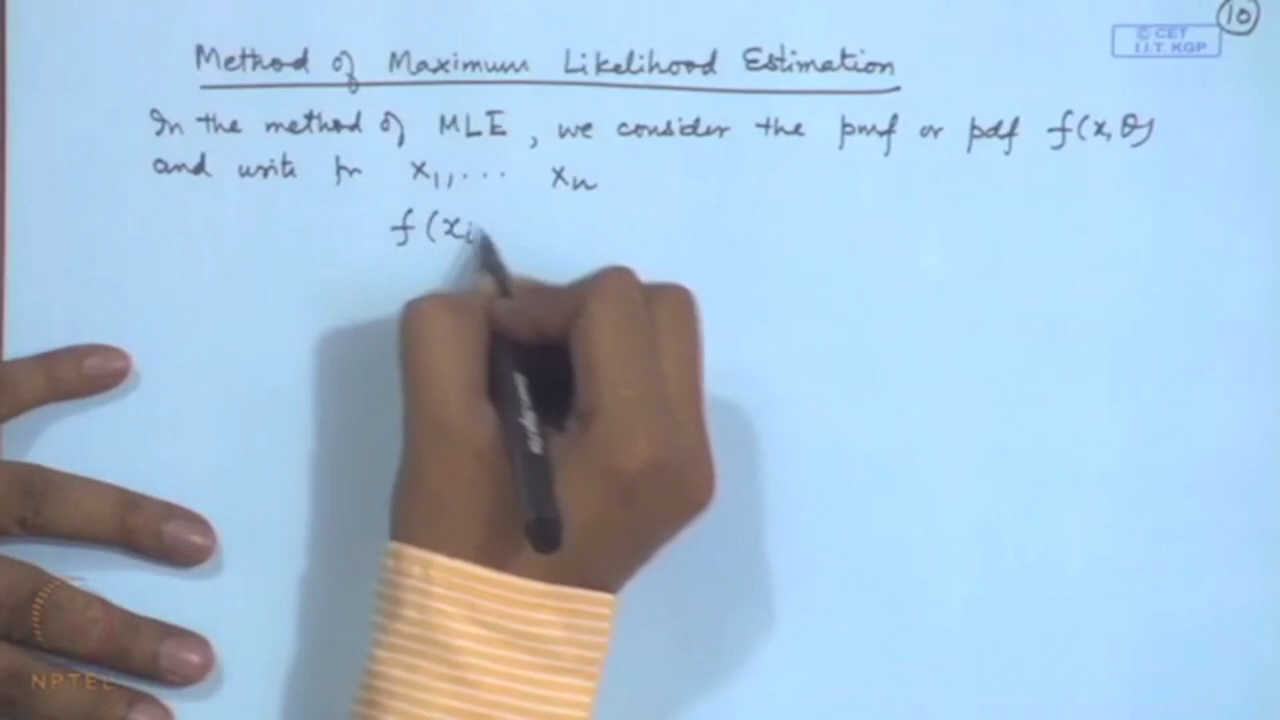 10
© CET
I.I.T. KGP
Method of Maximum Likelihood Estimation
In the method of MLE, we consider the pmf or pdf f(x, θ)
and write for x₁, ... xₙ
f(xᵢ
NPTEL